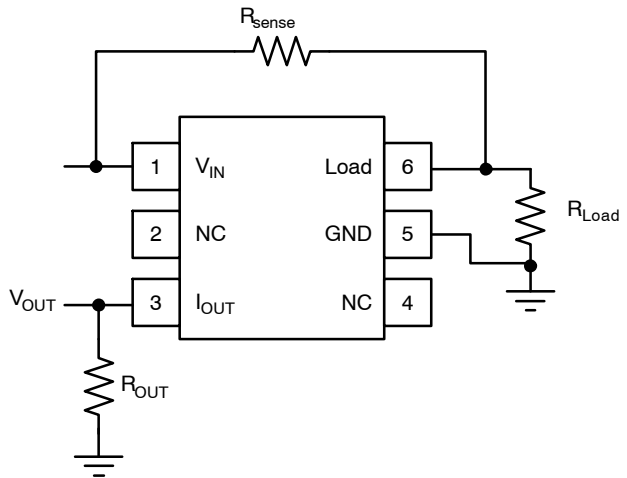 Rsense
1 VIN Load 6
2 NC GND 5
RLoad
VOUT 3 IOUT NC 4
ROUT